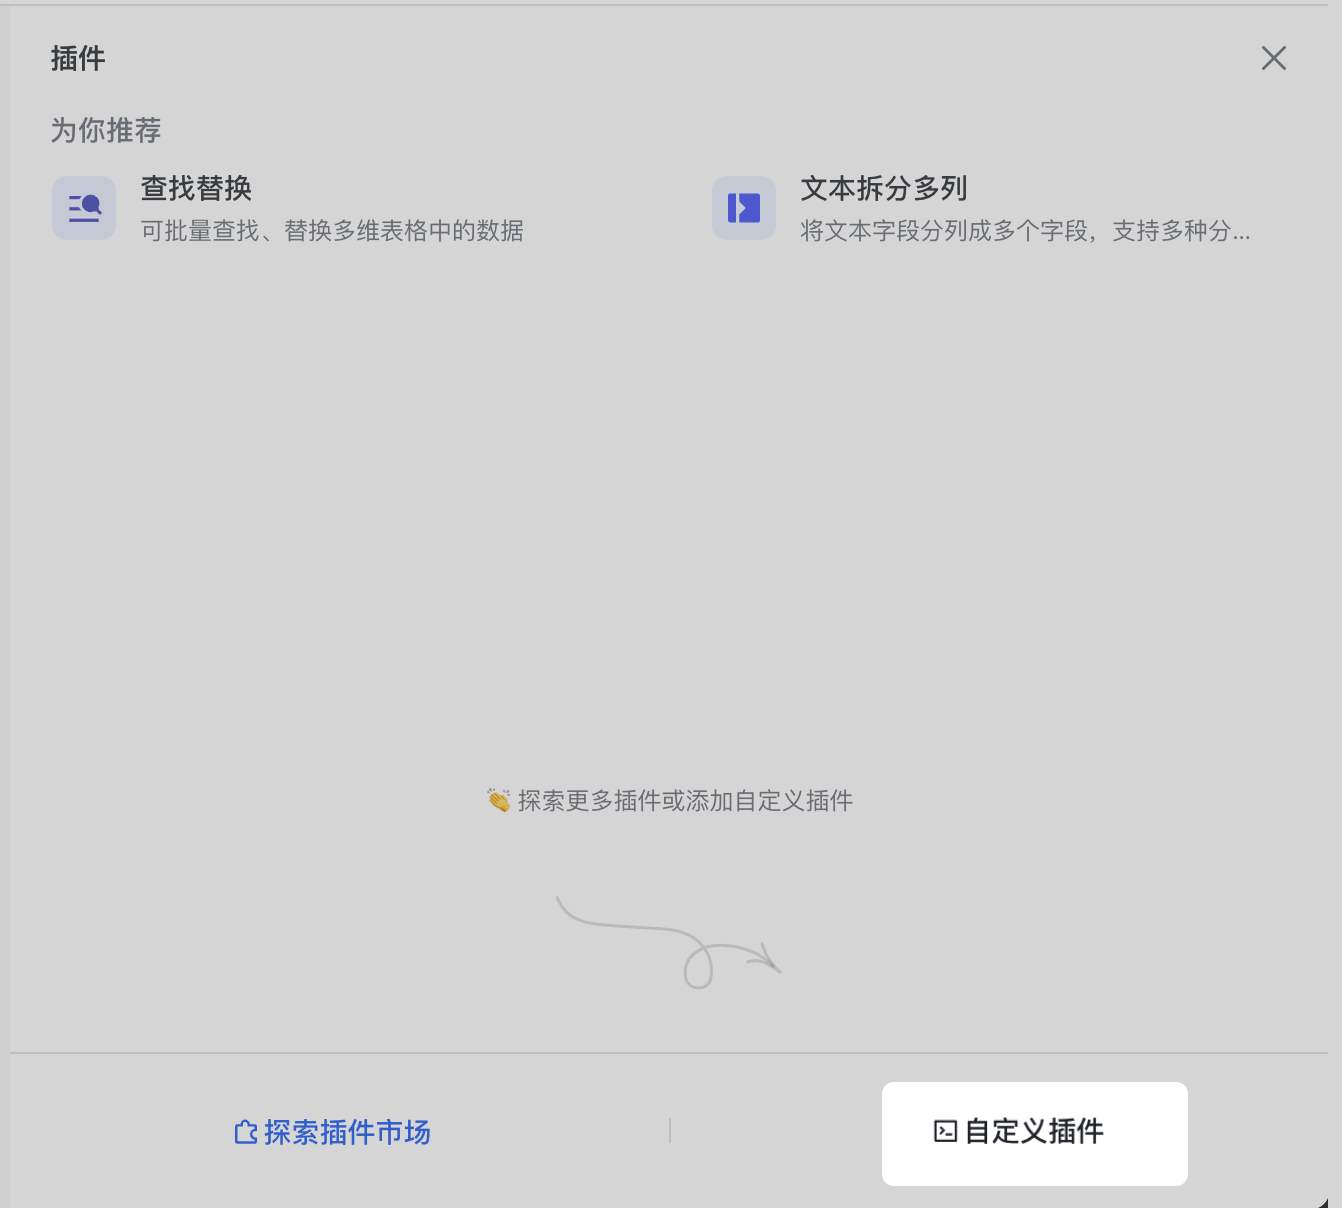 插件
为你推荐
查找替换
可批量查找、替换多维表格中的数据
文本拆分多列
将文本字段分列成多个字段，支持多种分...
👏 探索更多插件或添加自定义插件
探索插件市场
自定义插件